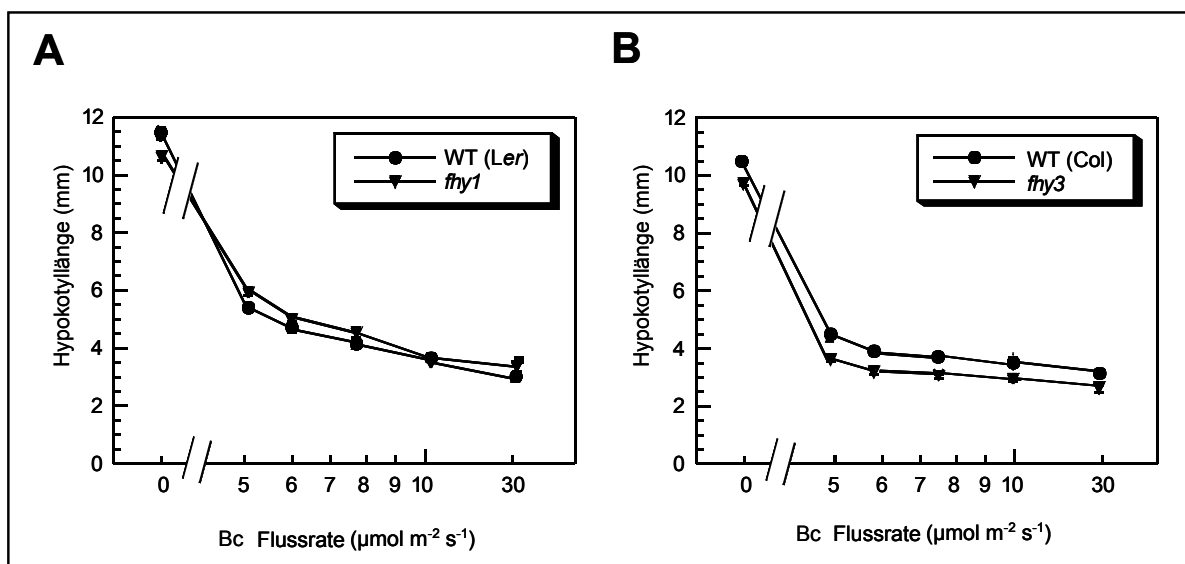 A
B
Hypokotyllänge (mm)
12
10
8
6
4
2
0
WT (Ler)
fhy1
0 5 6 7 8 9 10 30
Bc Flussrate (µmol m⁻² s⁻¹)
Hypokotyllänge (mm)
12
10
8
6
4
2
0
WT (Col)
fhy3
0 5 6 7 8 9 10 30
Bc Flussrate (µmol m⁻² s⁻¹)